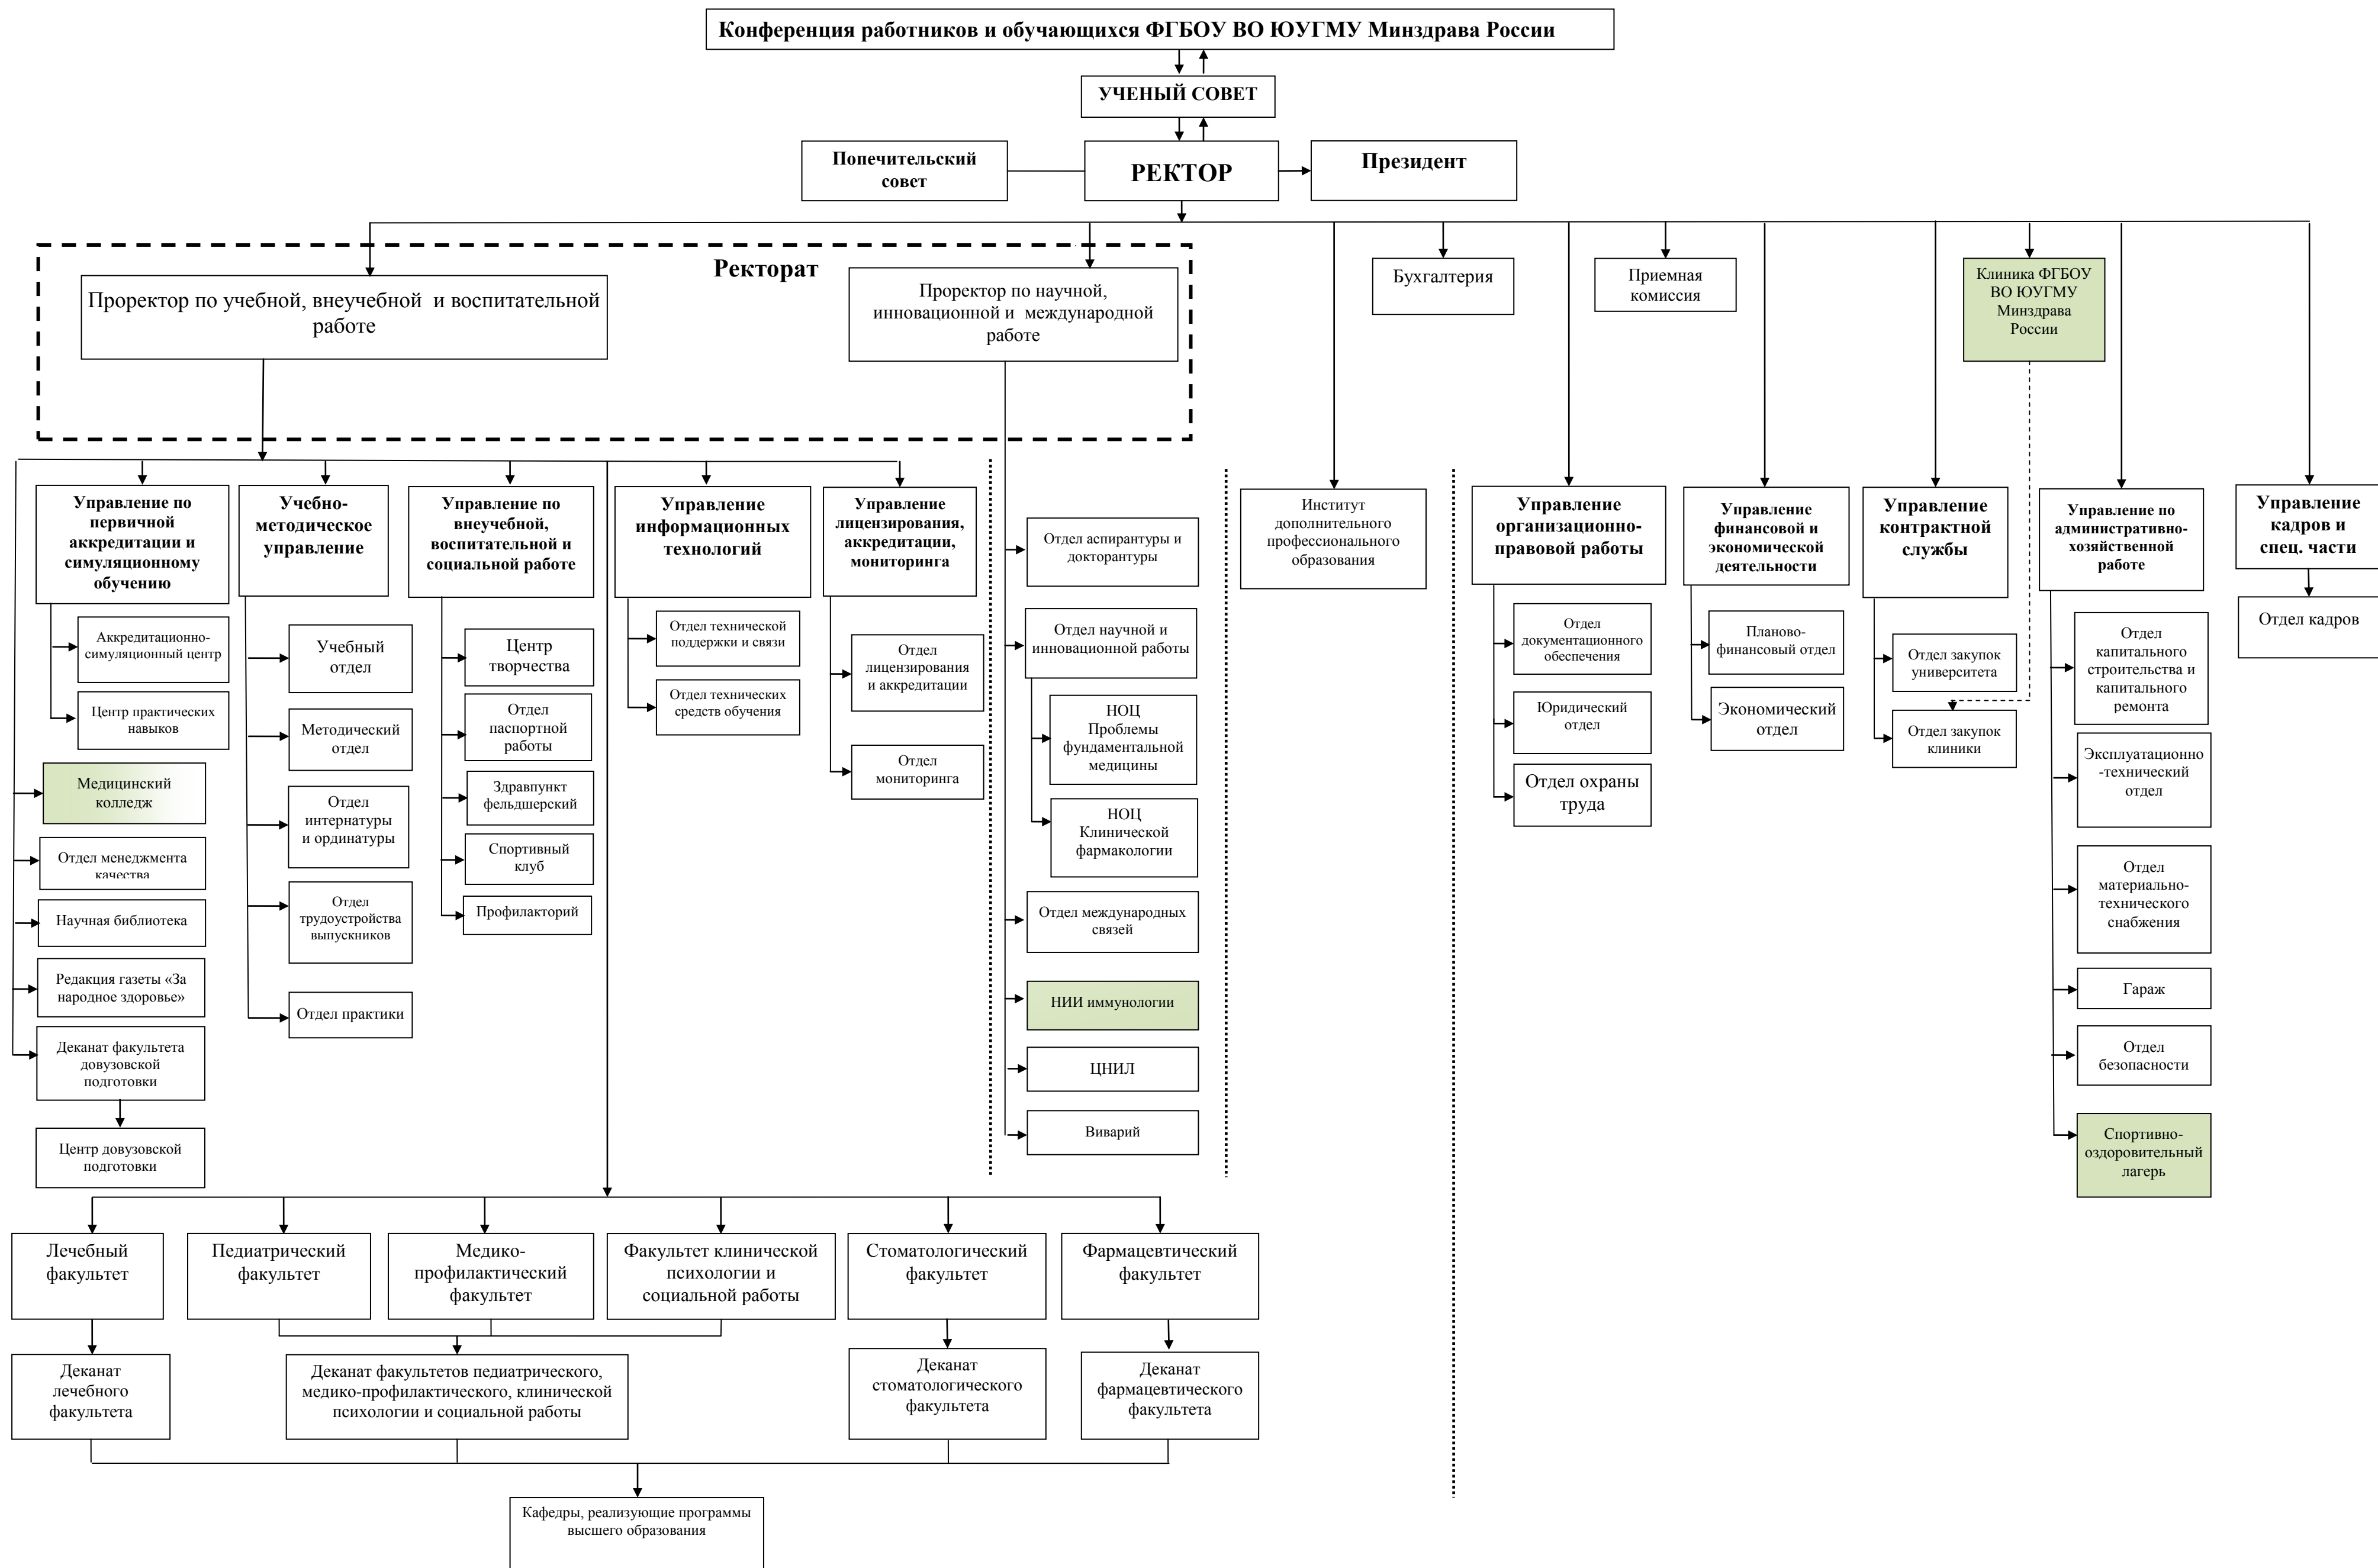 Конференция работников и обучающихся ФГБОУ ВО ЮУГМУ Минздрава России
УЧЕНЫЙ СОВЕТ
Попечительский
совет
РЕКТОР
Президент
Ректорат
Проректор по учебной, внеучебной и воспитательной
работе
Проректор по научной,
инновационной и международной
работе
Бухгалтерия
Приемная
комиссия
Клиника ФГБОУ
ВО ЮУГМУ
Минздрава
России
Управление по
первичной
аккредитации и
симуляционному
обучению
Аккредитационно-
симуляционный центр
Центр практических
навыков
Медицинский
колледж
Отдел менеджмента
качества
Научная библиотека
Редакция газеты «За
народное здоровье»
Деканат факультета
довузовской
подготовки
Центр довузовской
подготовки
Учебно-
методическое
управление
Учебный
отдел
Методический
отдел
Отдел
интернатуры
и ординатуры
Отдел
трудоустройства
выпускников
Отдел практики
Управление по
внеучебной,
воспитательной и
социальной работе
Центр
творчества
Отдел
паспортной
работы
Здравпункт
фельдшерский
Спортивный
клуб
Профилакторий
Управление
информационных
технологий
Отдел технической
поддержки и связи
Отдел технических
средств обучения
Управление
лицензирования,
аккредитации,
мониторинга
Отдел
лицензирования
и аккредитации
Отдел
мониторинга
Отдел аспирантуры и
докторантуры
Отдел научной и
инновационной работы
НОЦ
Проблемы
фундаментальной
медицины
НОЦ
Клинической
фармакологии
Отдел международных
связей
НИИ иммунологии
ЦНИЛ
Виварий
Институт
дополнительного
профессионального
образования
Управление
организационно-
правовой работы
Отдел
документационного
обеспечения
Юридический
отдел
Отдел охраны
труда
Управление
финансовой и
экономической
деятельности
Планово-
финансовый отдел
Экономический
отдел
Управление
контрактной
службы
Отдел закупок
университета
Отдел закупок
клиники
Управление по
административно-
хозяйственной
работе
Отдел
капитального
строительства и
капитального
ремонта
Эксплуатационно
-технический
отдел
Отдел
материально-
технического
снабжения
Гараж
Отдел
безопасности
Спортивно-
оздоровительный
лагерь
Управление
кадров и
спец. части
Отдел кадров
Лечебный
факультет
Педиатрический
факультет
Медико-
профилактический
факультет
Факультет клинической
психологии и
социальной работы
Стоматологический
факультет
Фармацевтический
факультет
Деканат
лечебного
факультета
Деканат факультетов педиатрического,
медико-профилактического, клинической
психологии и социальной работы
Деканат
стоматологического
факультета
Деканат
фармацевтического
факультета
Кафедры, реализующие программы
высшего образования